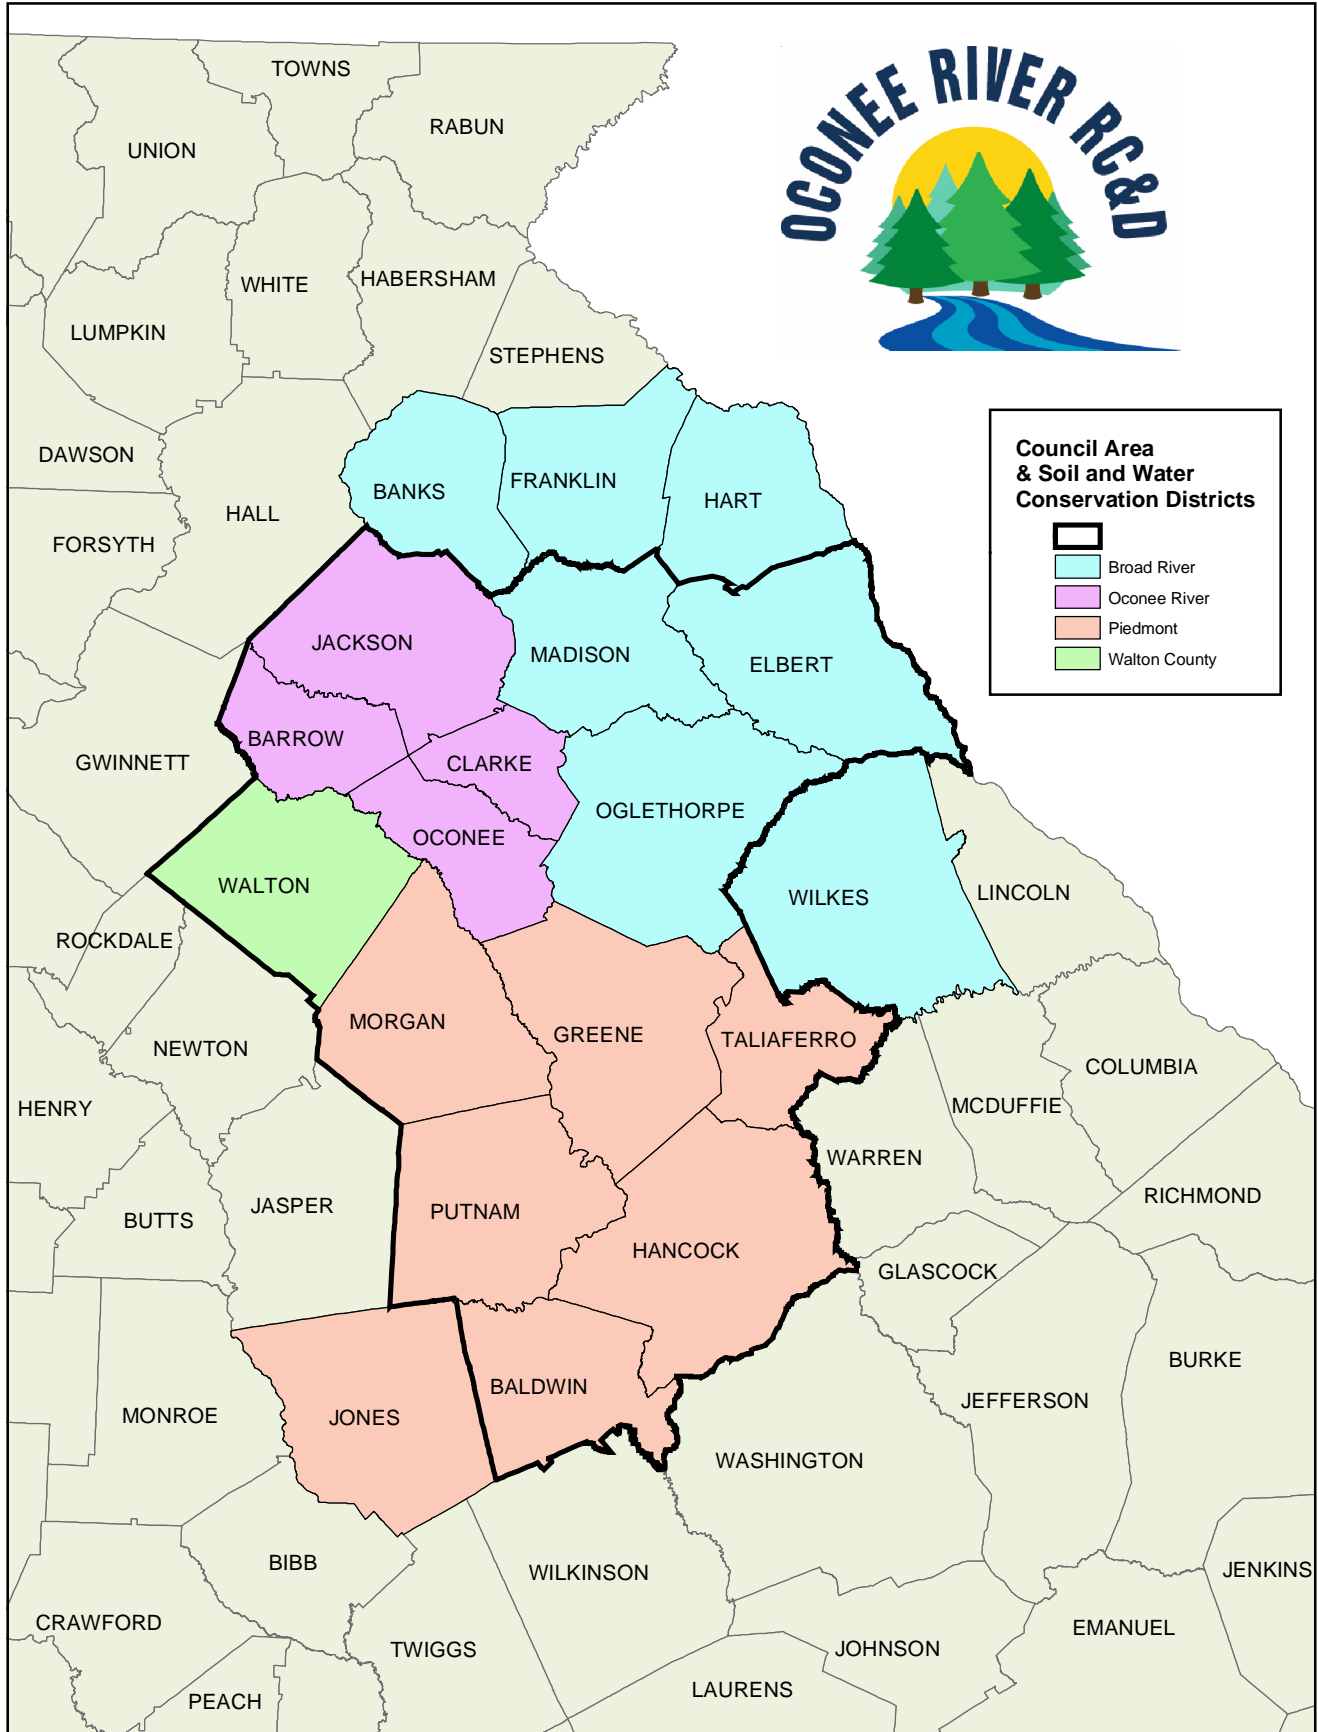 OCONEE RIVER RC&D
TOWNS
RABUN
UNION
WHITE
HABERSHAM
LUMPKIN
STEPHENS
Council Area
& Soil and Water
Conservation Districts
Broad River
Oconee River
Piedmont
Walton County
DAWSON
BANKS
FRANKLIN
HART
HALL
FORSYTH
JACKSON
MADISON
ELBERT
BARROW
GWINNETT
CLARKE
OGLETHORPE
OCONEE
WALTON
WILKES
LINCOLN
ROCKDALE
MORGAN
GREENE
TALIAFERRO
NEWTON
COLUMBIA
HENRY
MCDUFFIE
WARREN
RICHMOND
JASPER
BUTTS
PUTNAM
HANCOCK
GLASCOCK
BURKE
BALDWIN
JEFFERSON
MONROE
JONES
WASHINGTON
BIBB
WILKINSON
JENKINS
CRAWFORD
EMANUEL
TWIGGS
JOHNSON
LAURENS
PEACH